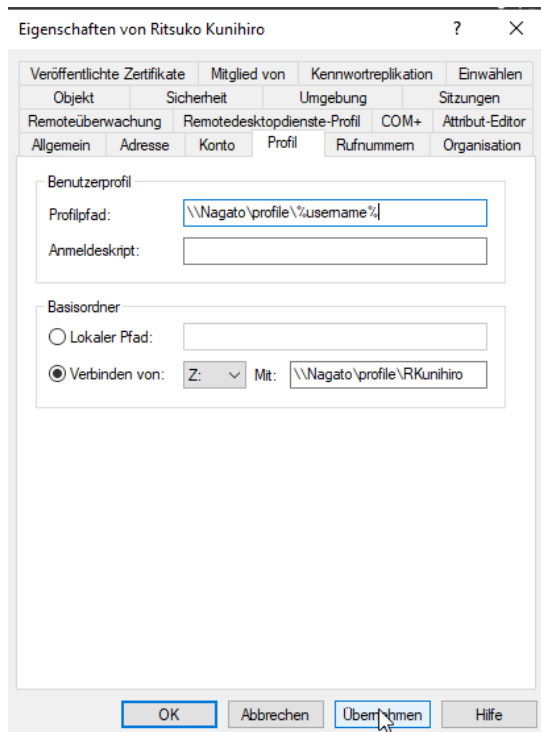 Eigenschaften von Ritsuko Kunihiro ? ×
Veröffentlichte Zertifikate Mitglied von Kennwortreplikation Einwählen
Objekt Sicherheit Umgebung Sitzungen
Remoteüberwachung Remotedesktopdienste-Profil COM+ Attribut-Editor
Allgemein Adresse Konto Profil Rufnummern Organisation
Benutzerprofil
Profilpfad: \\Nagato\profile\%username%
Anmeldeskript:
Basisordner
Lokaler Pfad:
Verbinden von: Z: Mit: \\Nagato\profile\RKunihiro
OK Abbrechen Übernehmen Hilfe